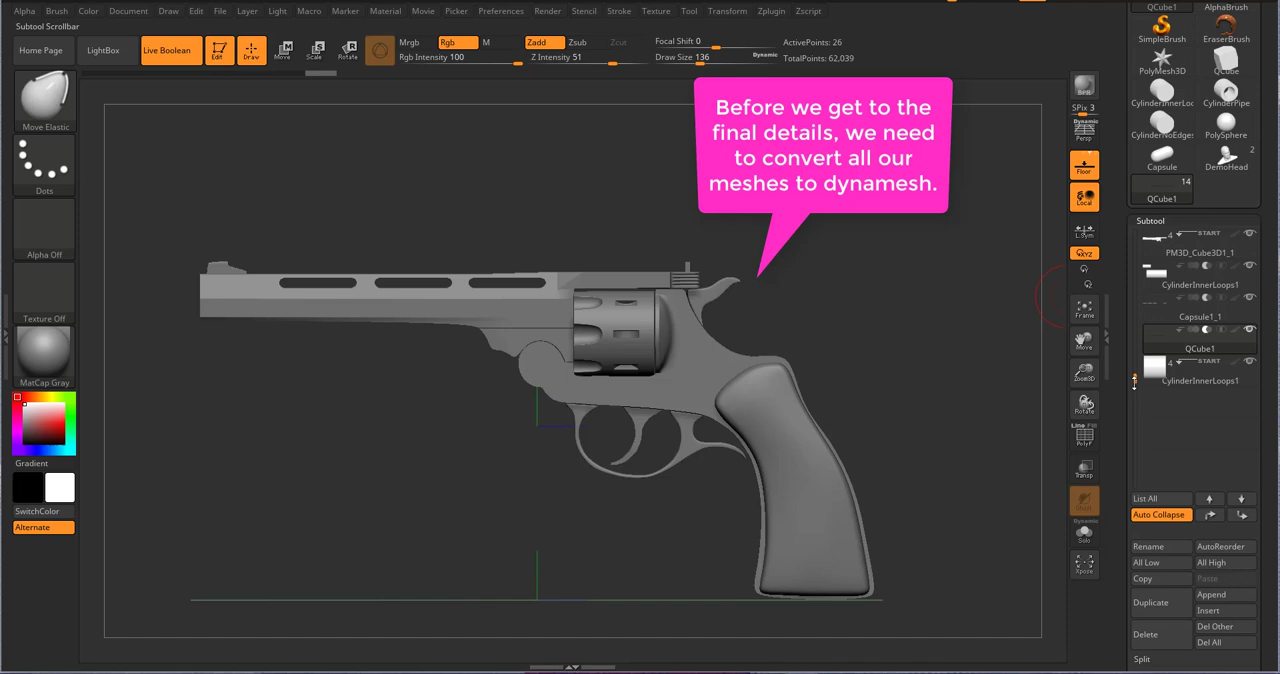 Alpha Brush Color Document Draw Edit File Layer Light Macro Marker Material Movie Picker Preferences Render Stencil Stroke Texture Tool Transform Zplugin Zscript
Subtool Scrollbar
Home Page LightBox Live Boolean Edit Draw Move Scale Rotate
Mrgb Rgb M Zadd Zsub Zcut Focal Shift 0 ActivePoints: 26
Rgb Intensity 100 Z Intensity 51 Draw Size 136 Dynamic TotalPoints: 62,039
Move Elastic
Dots
Alpha Off
Texture Off
MatCap Gray
Gradient
SwitchColor
Alternate
Before we get to the
final details, we need
to convert all our
meshes to dynamesh.
BPR
SPix 3
Dynamic
Persp
Floor
Local
L.Sym
XYZ
Frame
Move
Zoom3D
Rotate
Line Fill
PolyF
Transp
Dynamic
Solo
Xpose
QCube1 AlphaBrush
SimpleBrush EraserBrush
PolyMesh3D QCube
CylinderInnerLoo CylinderPipe
CylinderNoEdge PolySphere
2
Capsule DemoHead
14
QCube1
Subtool
4 START
PM3D_Cube3D1_1
CylinderInnerLoops1
Capsule1_1
QCube1
4 START
CylinderInnerLoops1
List All
Auto Collapse
Rename AutoReorder
All Low All High
Copy Paste
Duplicate Append
Insert
Delete Del Other
Del All
Split